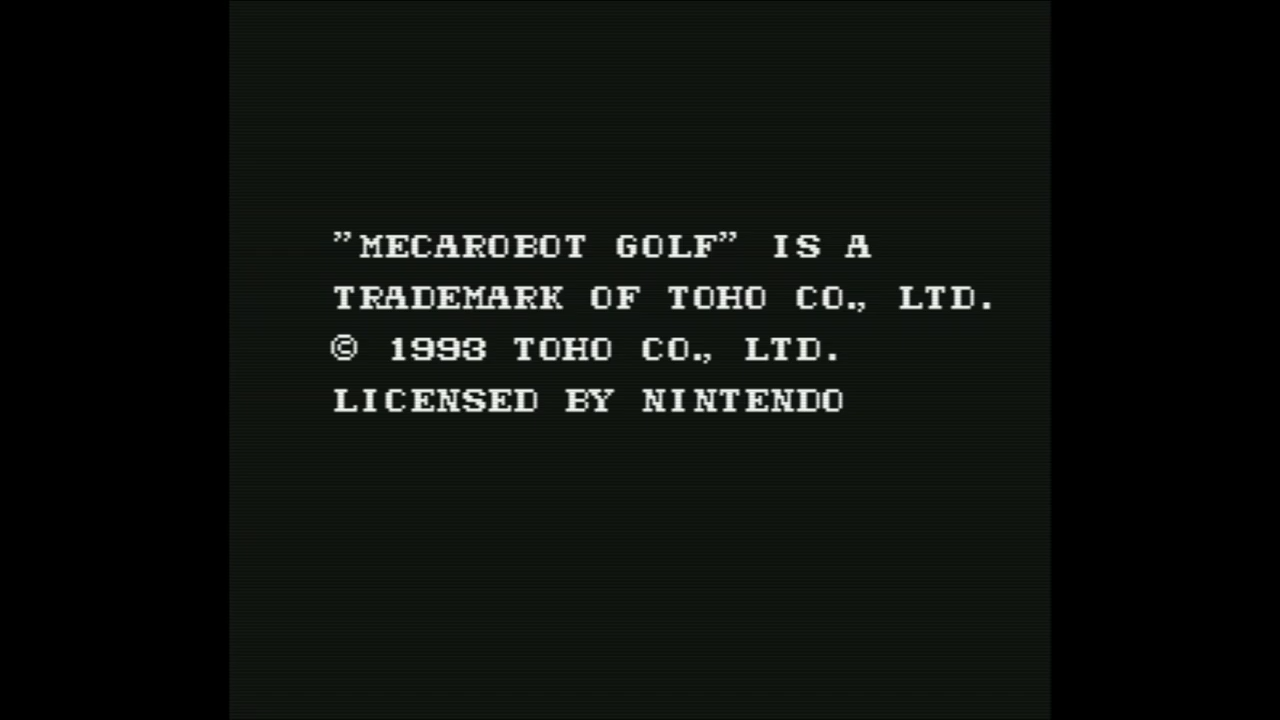 ”MECAROBOT GOLF” IS A
TRADEMARK OF TOHO CO., LTD.
© 1993 TOHO CO., LTD.
LICENSED BY NINTENDO